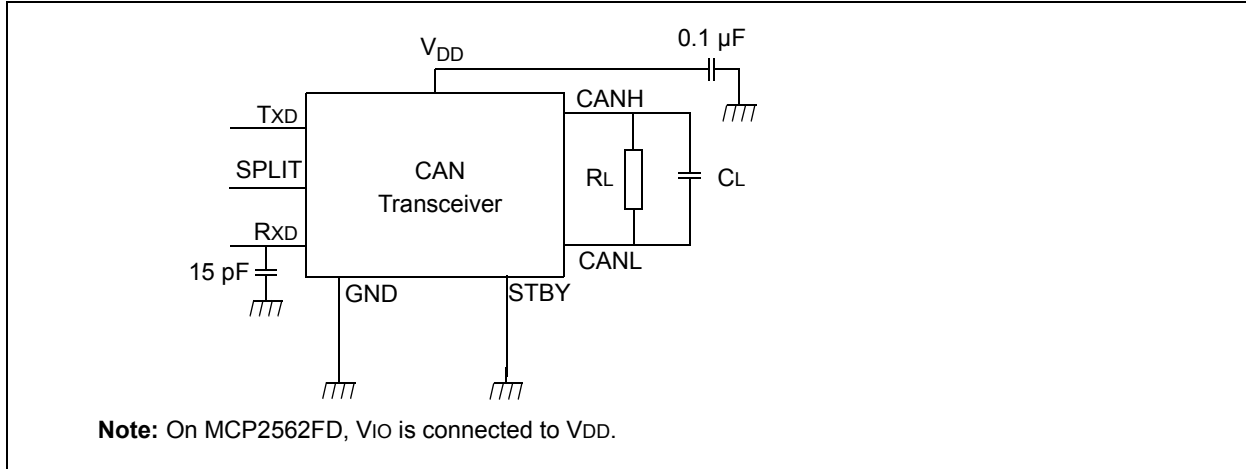 0.1 µF
VDD
CANH
TXD
SPLIT
CAN
Transceiver
RL
CL
RXD
CANL
15 pF
GND
STBY
Note: On MCP2562FD, VIO is connected to VDD.